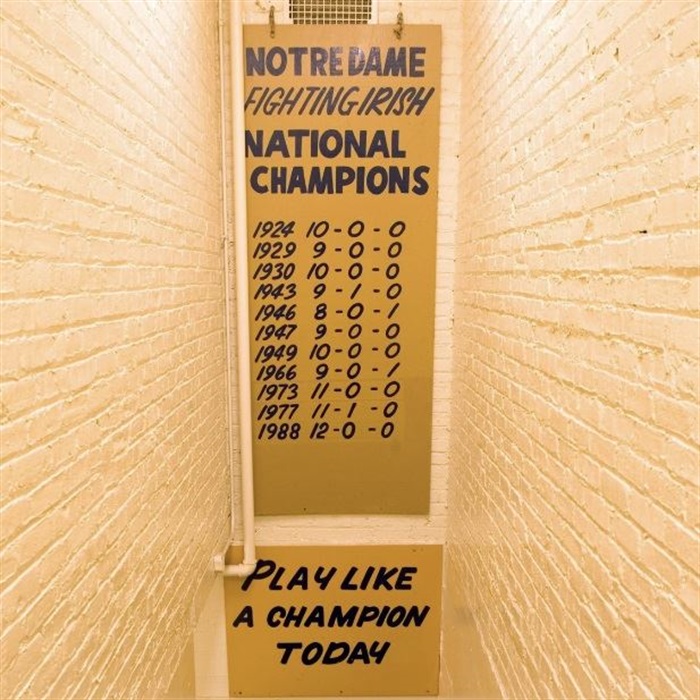 NOTRE DAME
FIGHTING IRISH
NATIONAL
CHAMPIONS
1924 10-0-0
1929 9-0-0
1930 10-0-0
1943 9-1-0
1946 8-0-1
1947 9-0-0
1949 10-0-0
1966 9-0-1
1973 11-0-0
1977 11-1-0
1988 12-0-0
PLAY LIKE
A CHAMPION
TODAY